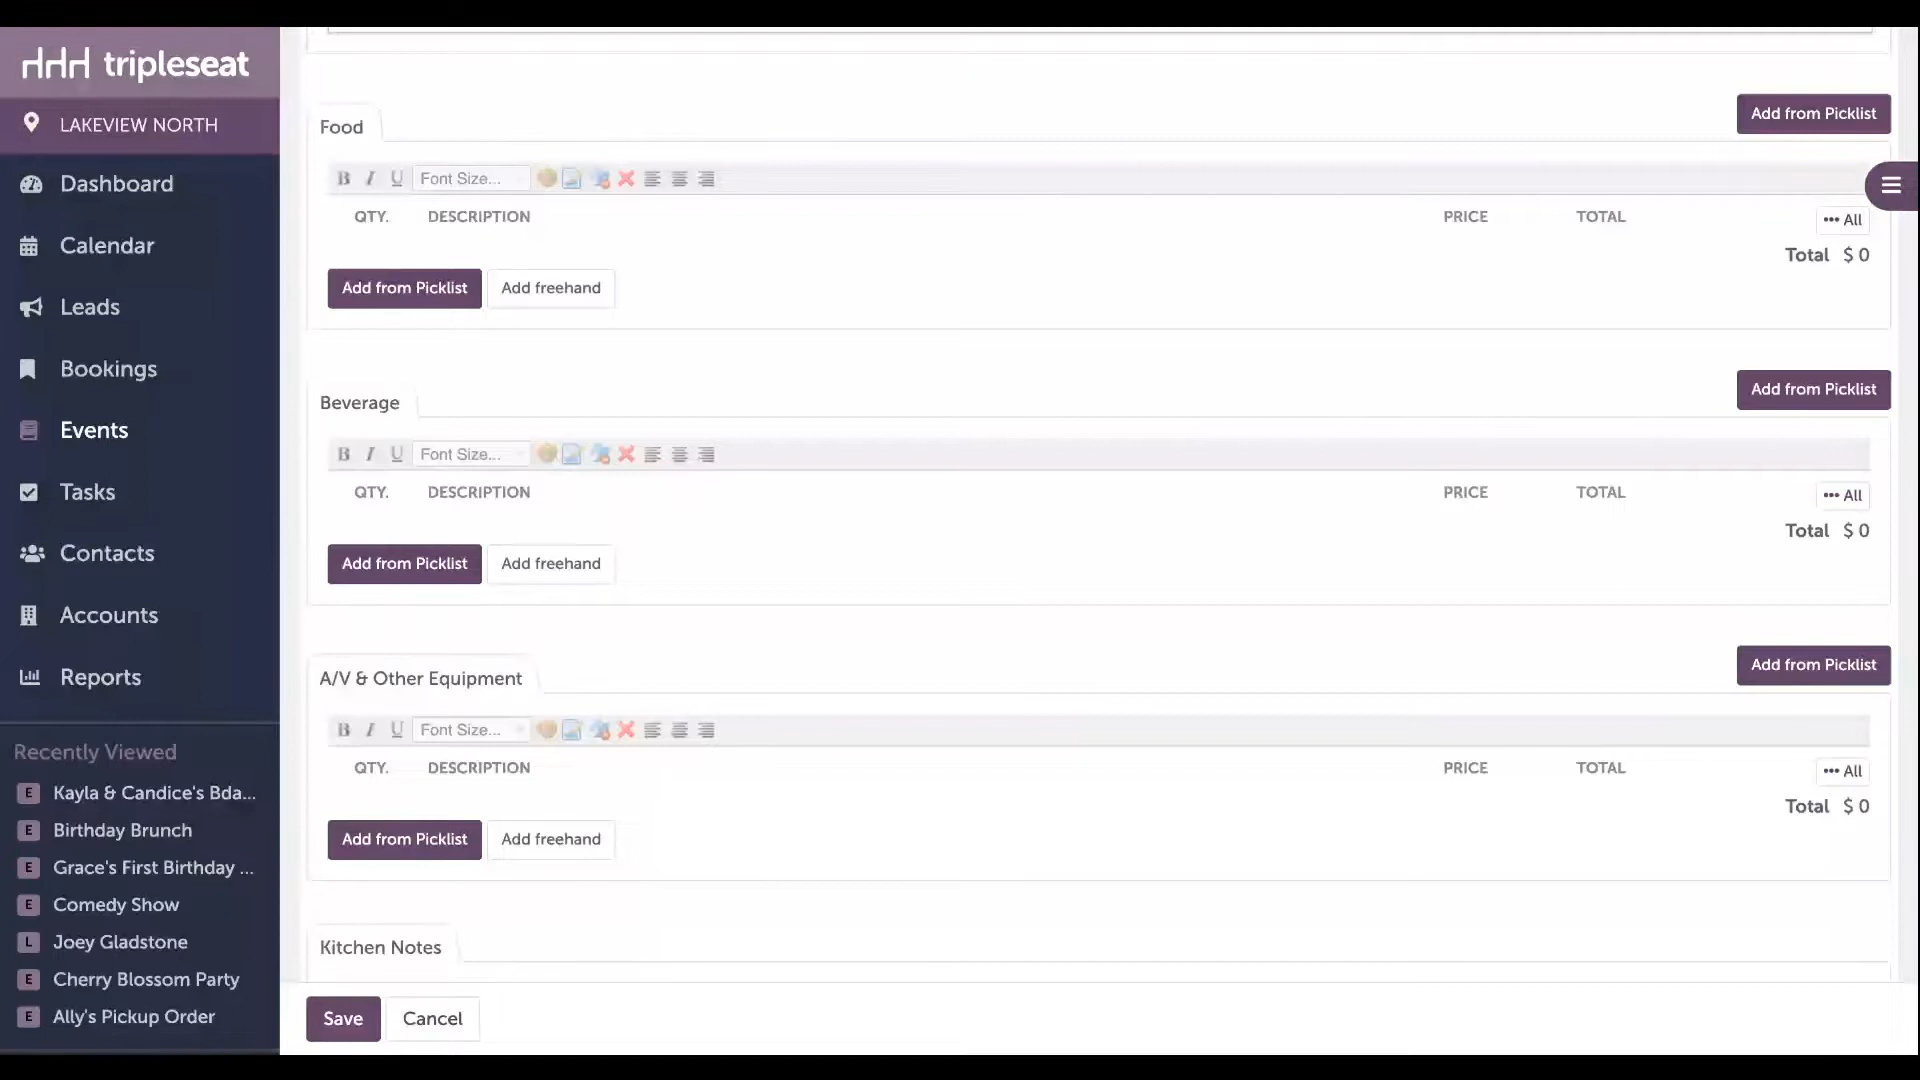 tripleseat
LAKEVIEW NORTH
Dashboard
Calendar
Leads
Bookings
Events
Tasks
Contacts
Accounts
Reports
Recently Viewed
E Kayla & Candice's Bda...
E Birthday Brunch
E Grace's First Birthday ...
E Comedy Show
L Joey Gladstone
E Cherry Blossom Party
E Ally's Pickup Order
Food
Add from Picklist
B I U Font Size...
QTY. DESCRIPTION PRICE TOTAL ••• All
Total $ 0
Add from Picklist Add freehand
Beverage
Add from Picklist
B I U Font Size...
QTY. DESCRIPTION PRICE TOTAL ••• All
Total $ 0
Add from Picklist Add freehand
A/V & Other Equipment
Add from Picklist
B I U Font Size...
QTY. DESCRIPTION PRICE TOTAL ••• All
Total $ 0
Add from Picklist Add freehand
Kitchen Notes
Save Cancel